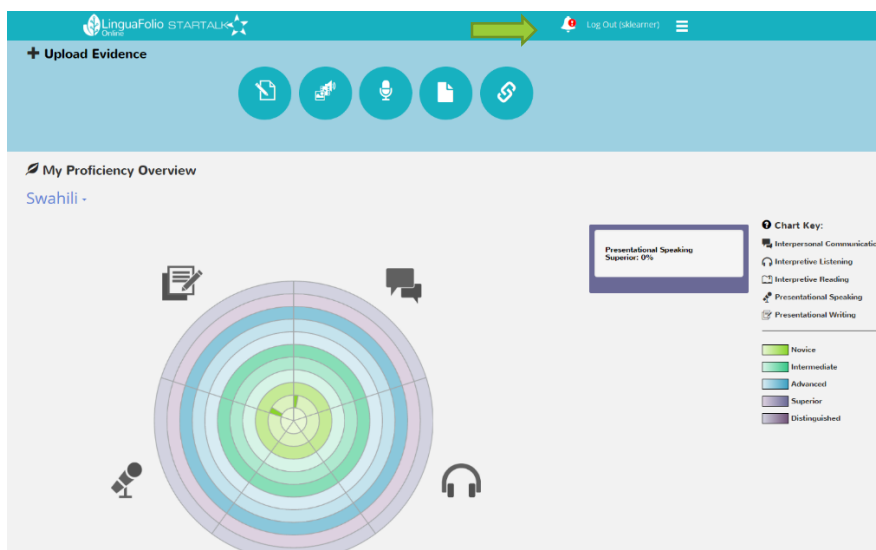 LinguaFolio STARTALK
Online
Log Out (sklearner)
+ Upload Evidence
My Proficiency Overview
Swahili
Presentational Speaking
Superior: 0%
Chart Key:
Interpersonal Communicatio
Interpretive Listening
Interpretive Reading
Presentational Speaking
Presentational Writing
Novice
Intermediate
Advanced
Superior
Distinguished